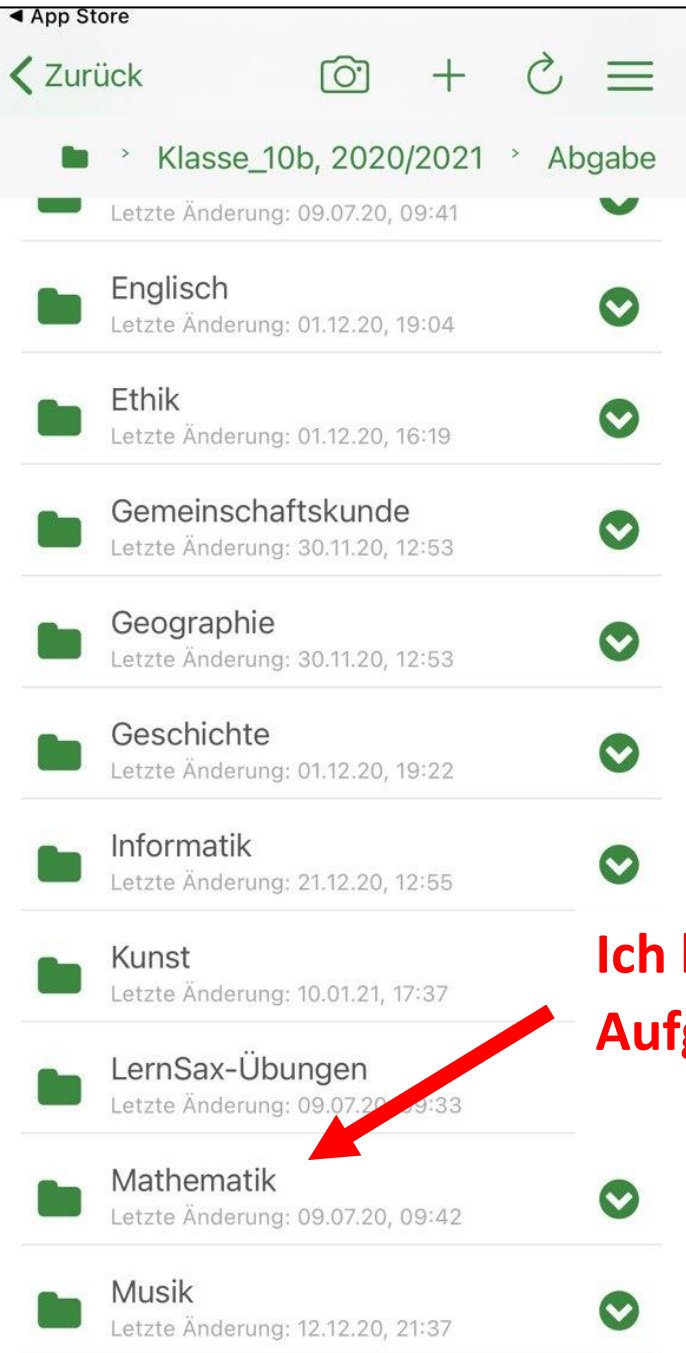 App Store
Zurück
Klasse_10b, 2020/2021 > Abgabe
Letzte Änderung: 09.07.20, 09:41
Englisch
Letzte Änderung: 01.12.20, 19:04
Ethik
Letzte Änderung: 01.12.20, 16:19
Gemeinschaftskunde
Letzte Änderung: 30.11.20, 12:53
Geographie
Letzte Änderung: 30.11.20, 12:53
Geschichte
Letzte Änderung: 01.12.20, 19:22
Informatik
Letzte Änderung: 21.12.20, 12:55
Kunst
Letzte Änderung: 10.01.21, 17:37
Ich
LernSax-Übungen
Letzte Änderung: 09.07.20, 09:33
Mathematik
Letzte Änderung: 09.07.20, 09:42
Musik
Letzte Änderung: 12.12.20, 21:37